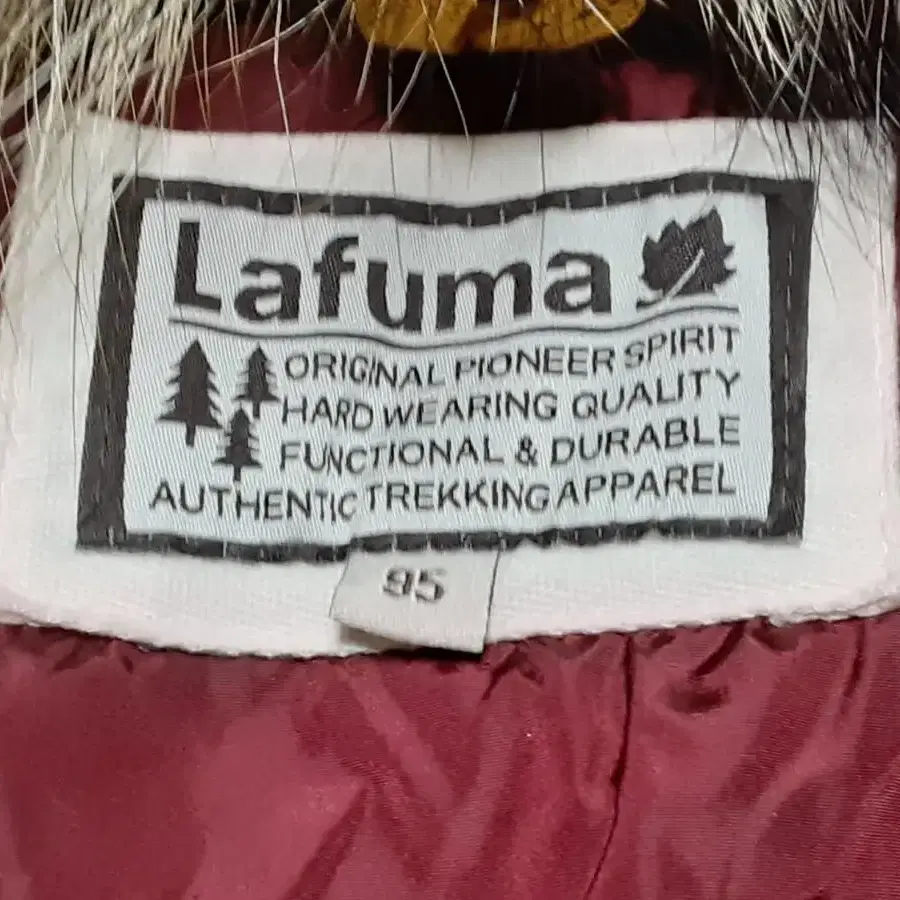 Lafuma
ORIGINAL PIONEER SPIRIT
HARD WEARING QUALITY
FUNCTIONAL & DURABLE
AUTHENTIC TREKKING APPAREL
95